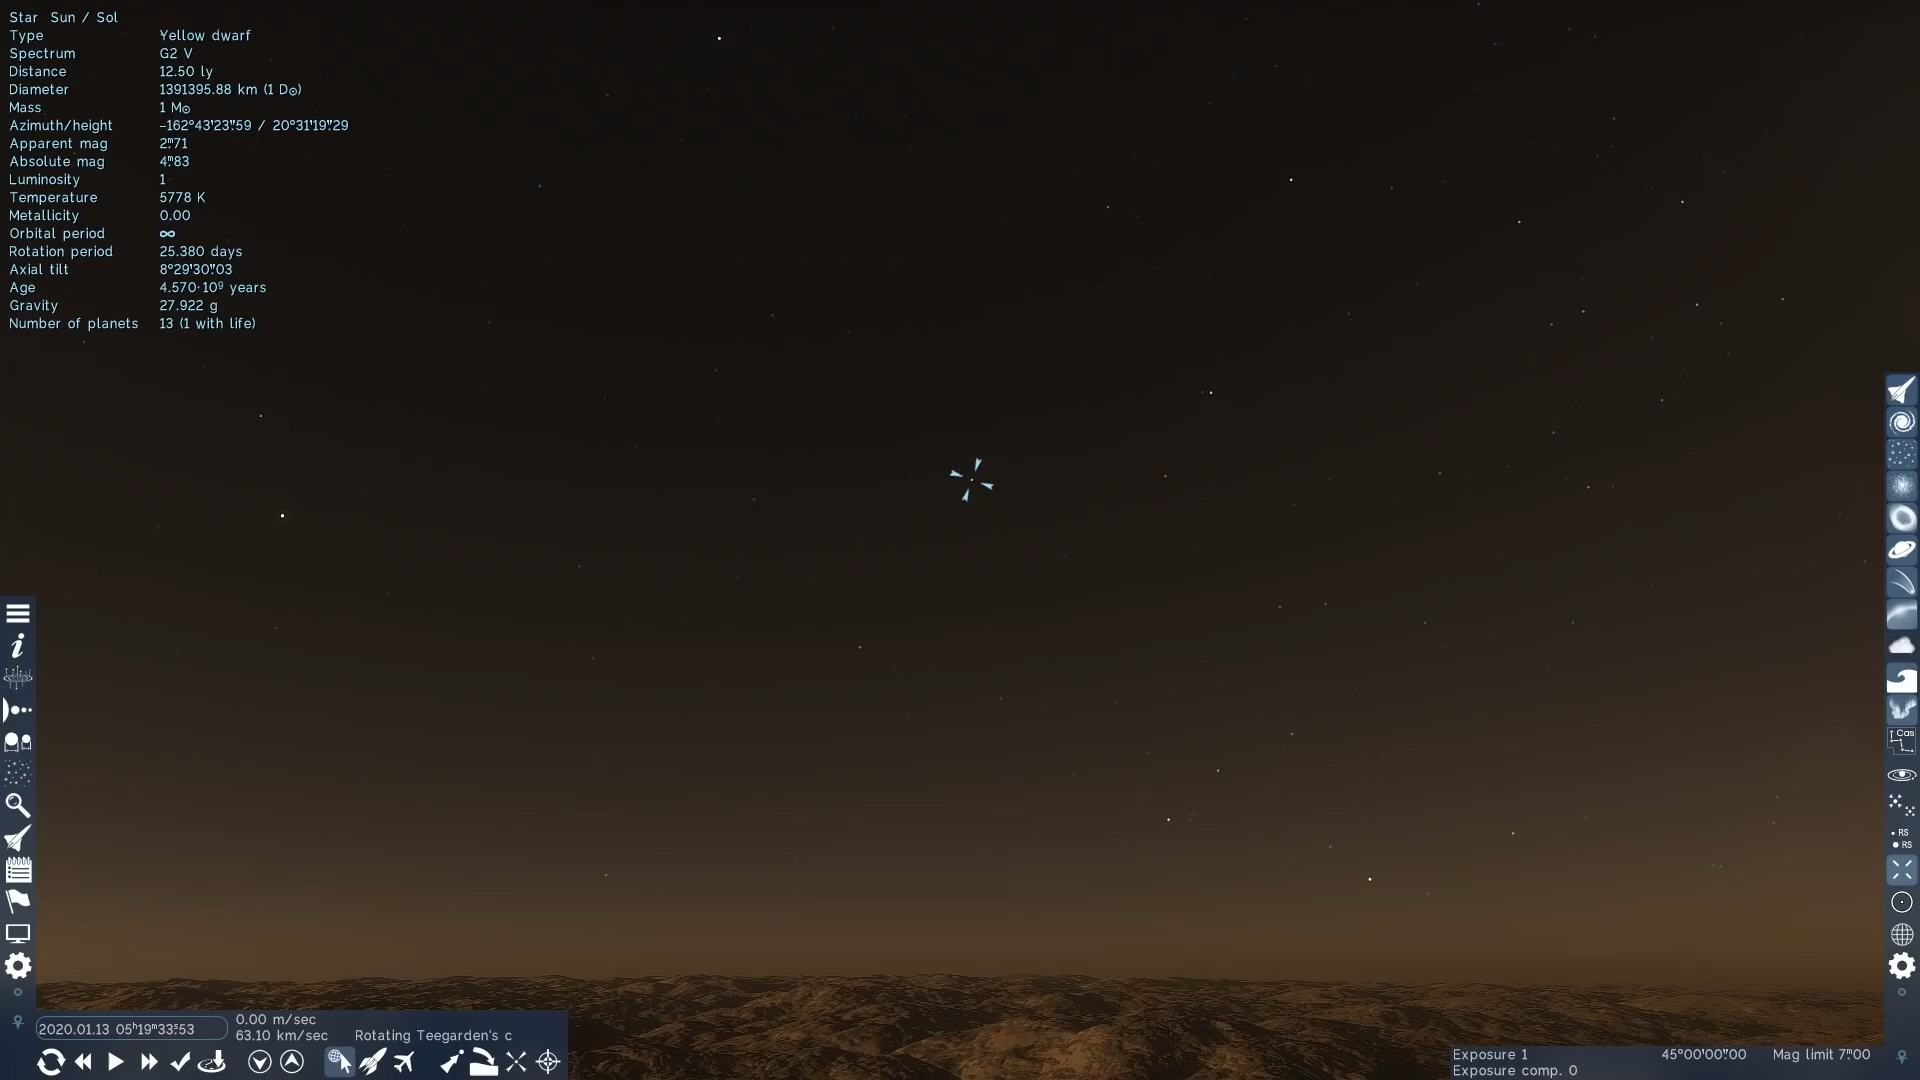 Star Sun / Sol
Type Yellow dwarf
Spectrum G2 V
Distance 12.50 ly
Diameter 1391395.88 km (1 D☉)
Mass 1 M☉
Azimuth/height -162°43'23"59 / 20°31'19"29
Apparent mag 2ᵐ71
Absolute mag 4ᵐ83
Luminosity 1
Temperature 5778 K
Metallicity 0.00
Orbital period ∞
Rotation period 25.380 days
Axial tilt 8°29'30"03
Age 4.570·10⁹ years
Gravity 27.922 g
Number of planets 13 (1 with life)
Cas
RS
RS
2020.01.13 05ʰ19ᵐ33ˢ53
0.00 m/sec
63.10 km/sec Rotating Teegarden's c
Exposure 1 45°00'00"00 Mag limit 7ᵐ00
Exposure comp. 0